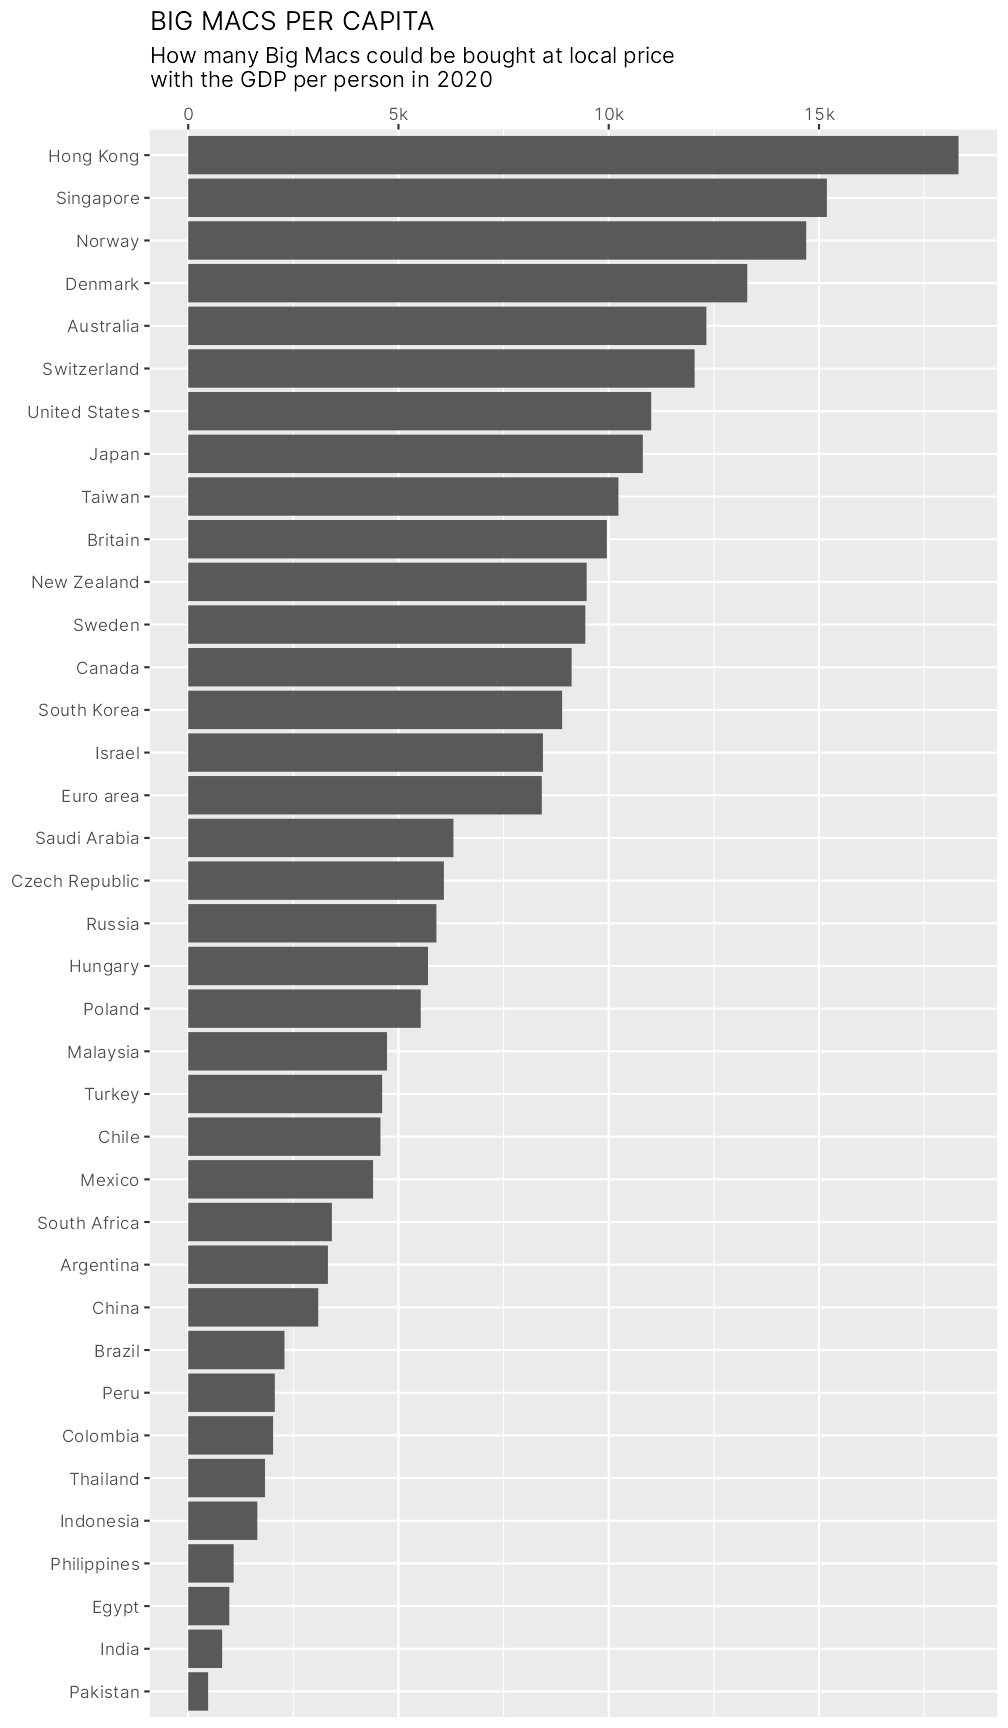 BIG MACS PER CAPITA
How many Big Macs could be bought at local price
with the GDP per person in 2020
0 5k 10k 15k
Hong Kong
Singapore
Norway
Denmark
Australia
Switzerland
United States
Japan
Taiwan
Britain
New Zealand
Sweden
Canada
South Korea
Israel
Euro area
Saudi Arabia
Czech Republic
Russia
Hungary
Poland
Malaysia
Turkey
Chile
Mexico
South Africa
Argentina
China
Brazil
Peru
Colombia
Thailand
Indonesia
Philippines
Egypt
India
Pakistan